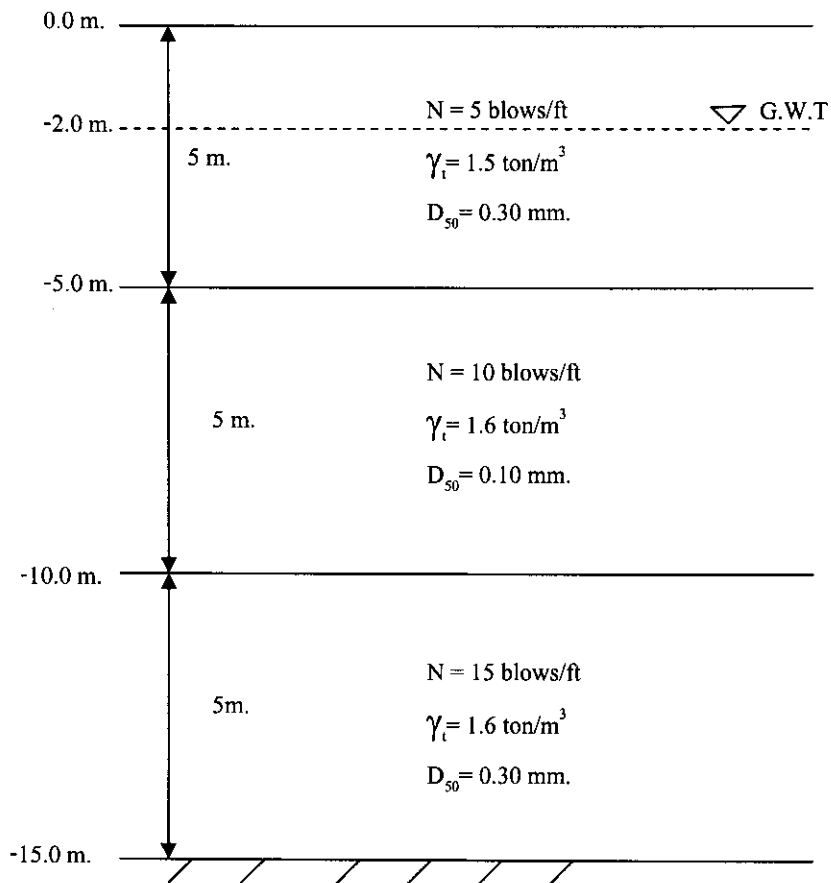 0.0 m.
N = 5 blows/ft
G.W.T
-2.0 m.
5 m.
γt= 1.5 ton/m³
D50= 0.30 mm.
-5.0 m.
N = 10 blows/ft
5 m.
γt= 1.6 ton/m³
D50= 0.10 mm.
-10.0 m.
N = 15 blows/ft
5m.
γt= 1.6 ton/m³
D50= 0.30 mm.
-15.0 m.